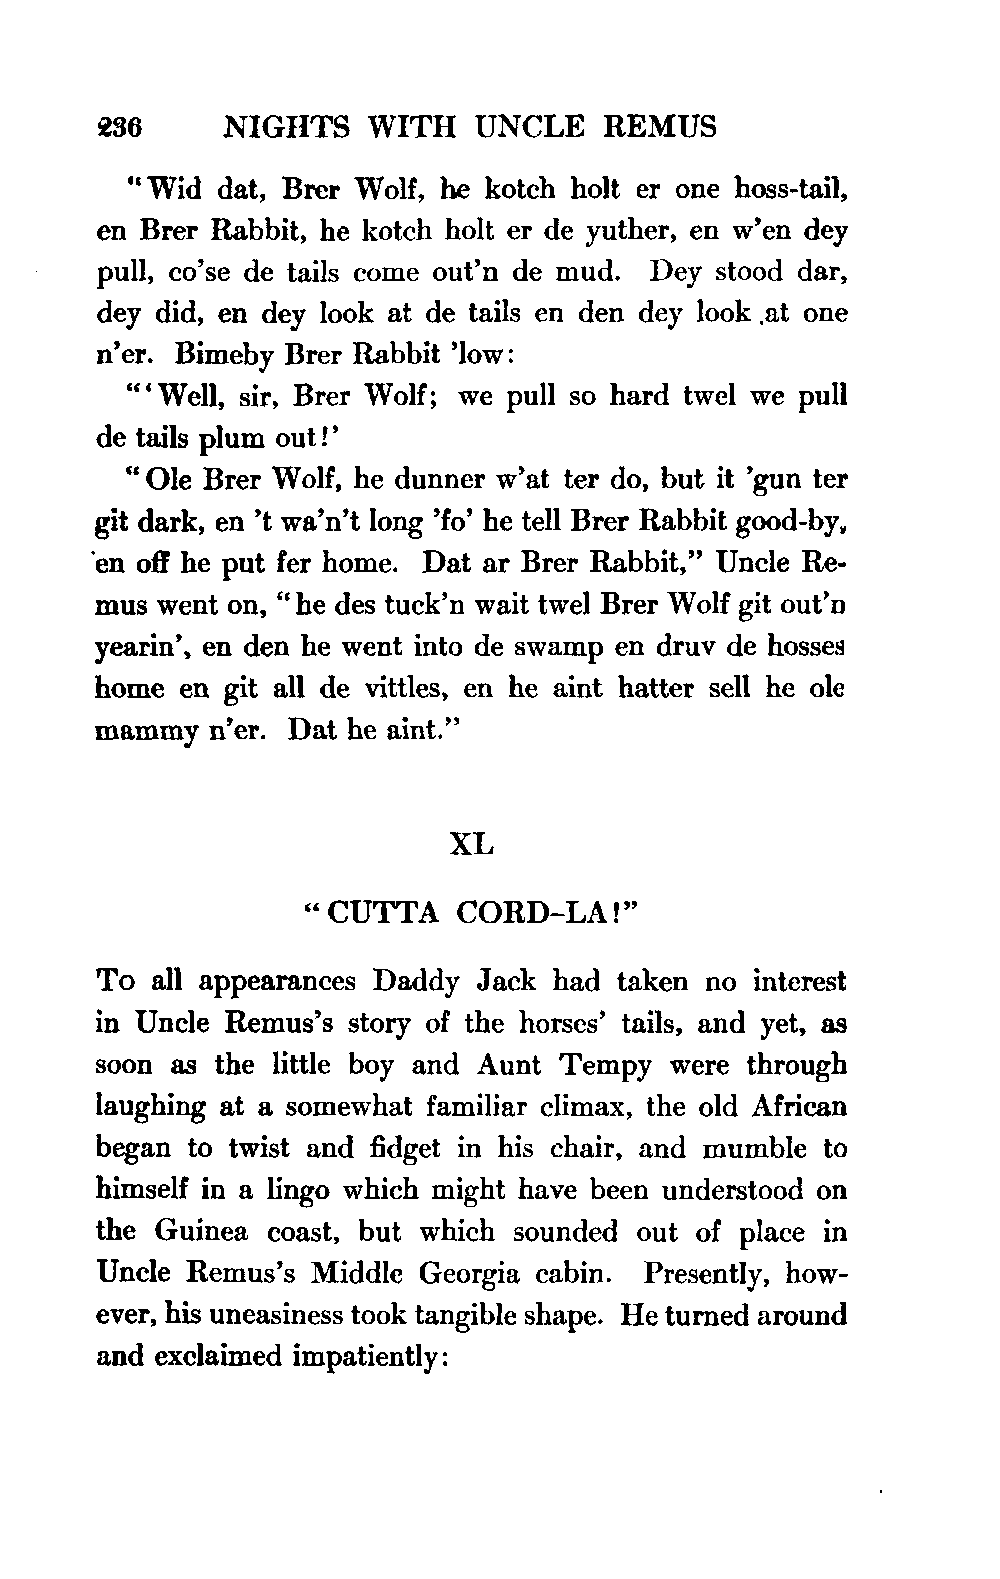 236 NIGHTS WITH UNCLE REMUS
"Wid dat, Brer Wolf, he kotch holt er one hoss-tail,
en Brer Rabbit, he kotch holt er de yuther, en w'en dey
pull, co'se de tails come out'n de mud. Dey stood dar,
dey did, en dey look at de tails en den dey look at one
n'er. Bimeby Brer Rabbit 'low:
"'Well, sir, Brer Wolf; we pull so hard twel we pull
de tails plum out!'
"Ole Brer Wolf, he dunner w'at ter do, but it 'gun ter
git dark, en 't wa'n't long 'fo' he tell Brer Rabbit good-by,
en off he put fer home. Dat ar Brer Rabbit," Uncle Re-
mus went on, "he des tuck'n wait twel Brer Wolf git out'n
yearin', en den he went into de swamp en druv de hosses
home en git all de vittles, en he aint hatter sell he ole
mammy n'er. Dat he aint."
XL
"CUTTA CORD-LA!"
To all appearances Daddy Jack had taken no interest
in Uncle Remus's story of the horses' tails, and yet, as
soon as the little boy and Aunt Tempy were through
laughing at a somewhat familiar climax, the old African
began to twist and fidget in his chair, and mumble to
himself in a lingo which might have been understood on
the Guinea coast, but which sounded out of place in
Uncle Remus's Middle Georgia cabin. Presently, how-
ever, his uneasiness took tangible shape. He turned around
and exclaimed impatiently: